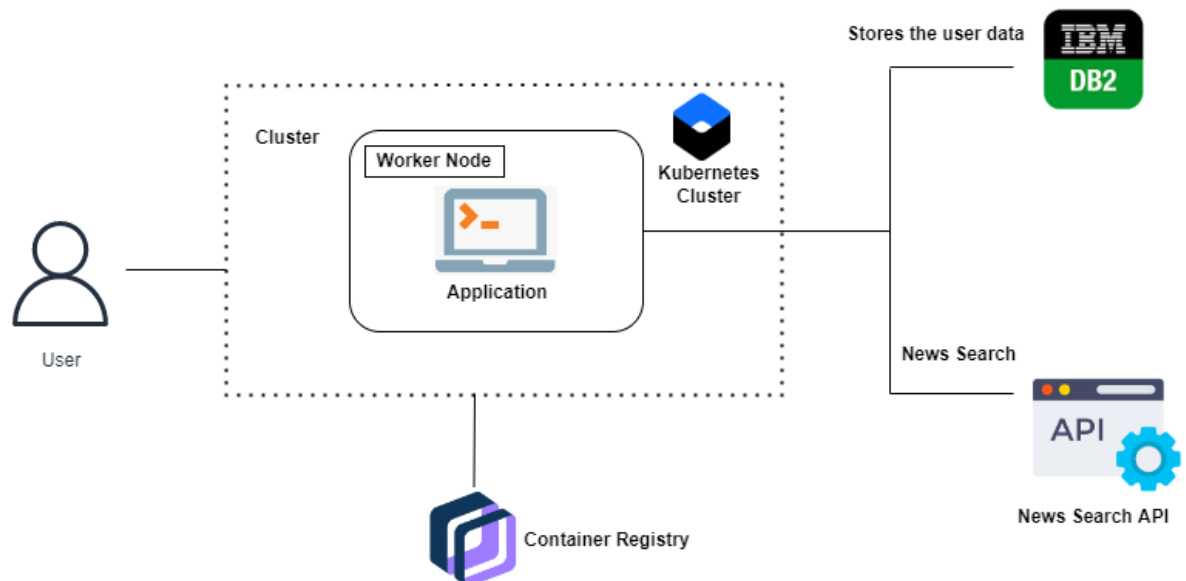 Stores the user data
IBM
DB2
Cluster
Worker Node
Kubernetes
Cluster
Application
User
News Search
API
News Search API
Container Registry